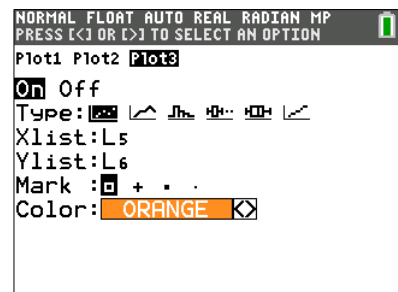 NORMAL FLOAT AUTO REAL RADIAN MP
PRESS [<] OR [>] TO SELECT AN OPTION
Plot1 Plot2 Plot3
On Off
Type:
Xlist:L5
Ylist:L6
Mark :
Color: ORANGE